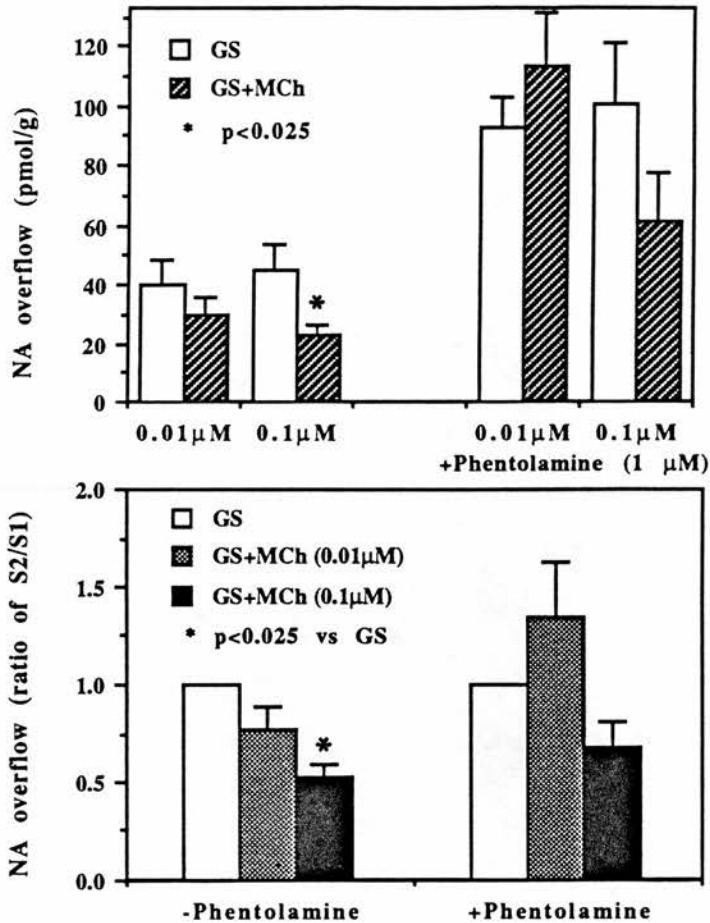 NA overflow (pmol/g)
120
100
80
60
40
20
0
GS
GS+MCh
* p<0.025
*
0.01μM 0.1μM 0.01μM 0.1μM
+Phentolamine (1 μM)
NA overflow (ratio of S2/S1)
2.0
1.5
1.0
0.5
0.0
GS
GS+MCh (0.01μM)
GS+MCh (0.1μM)
* p<0.025 vs GS
*
-Phentolamine +Phentolamine